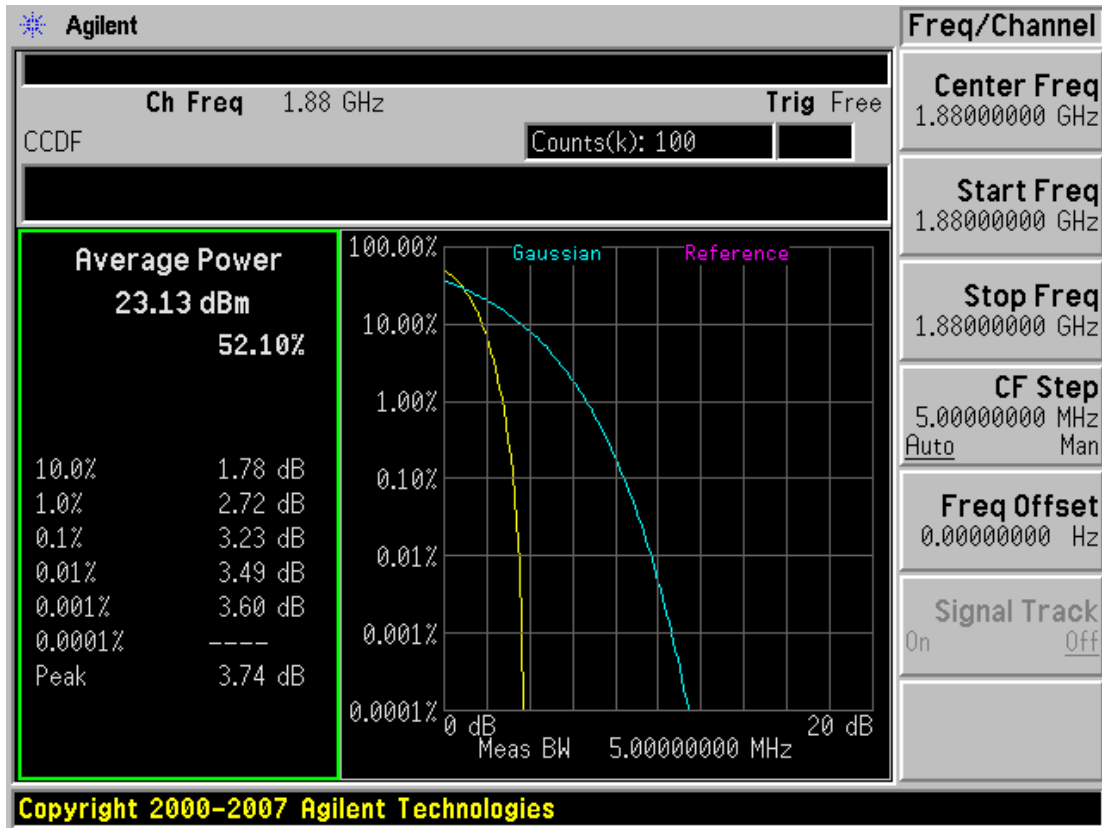 Agilent
Freq/Channel
Ch Freq 1.88 GHz Trig Free
CCDF Counts(k): 100
Center Freq
1.88000000 GHz
Start Freq
1.88000000 GHz
Stop Freq
1.88000000 GHz
CF Step
5.00000000 MHz
Auto Man
Freq Offset
0.00000000 Hz
Signal Track
On Off
Average Power
23.13 dBm
52.10%
10.0% 1.78 dB
1.0% 2.72 dB
0.1% 3.23 dB
0.01% 3.49 dB
0.001% 3.60 dB
0.0001% ----
Peak 3.74 dB
Gaussian Reference
100.00%
10.00%
1.00%
0.10%
0.01%
0.001%
0.0001%
0 dB 20 dB
Meas BW 5.00000000 MHz
Copyright 2000-2007 Agilent Technologies